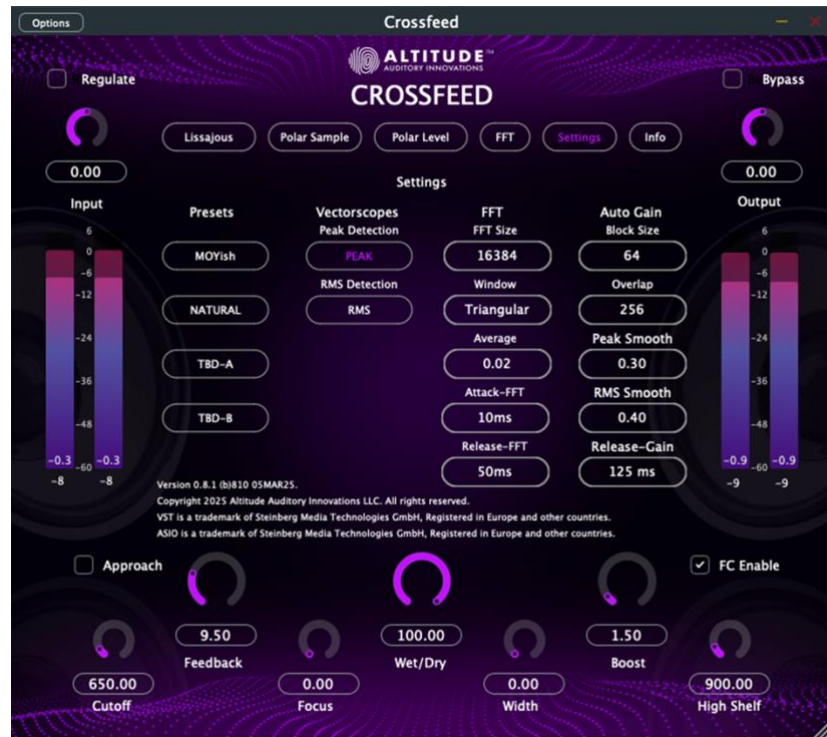 Options
Crossfeed
ALTITUDE™
AUDITORY INNOVATIONS
CROSSFEED
Regulate
Bypass
Lissajous
Polar Sample
Polar Level
FFT
Settings
Info
0.00
0.00
Settings
Input
Output
6
0
-6
-12
-24
-36
-48
-60
-0.3
-0.3
-8
-8
Presets
MOYish
NATURAL
TBD-A
TBD-B
Vectorscopes
Peak Detection
PEAK
RMS Detection
RMS
FFT
FFT Size
16384
Window
Triangular
Average
0.02
Attack-FFT
10ms
Release-FFT
50ms
Auto Gain
Block Size
64
Overlap
256
Peak Smooth
0.30
RMS Smooth
0.40
Release-Gain
125 ms
6
0
-6
-12
-24
-36
-48
-60
-0.9
-0.9
-9
-9
Version 0.8.1 (b)810 05MAR25.
Copyright 2025 Altitude Auditory Innovations LLC. All rights reserved.
VST is a trademark of Steinberg Media Technologies GmbH, Registered in Europe and other countries.
ASIO is a trademark of Steinberg Media Technologies GmbH, Registered in Europe and other countries.
Approach
FC Enable
9.50
Feedback
100.00
Wet/Dry
1.50
Boost
650.00
Cutoff
0.00
Focus
0.00
Width
900.00
High Shelf